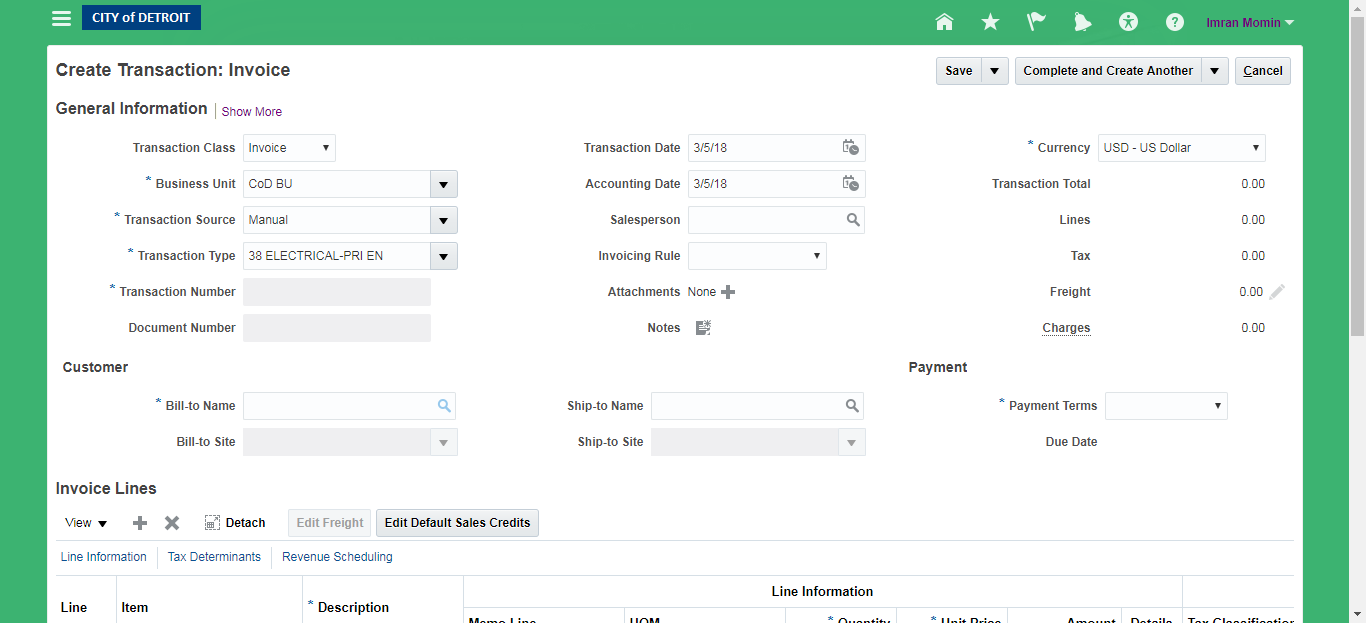 CITY of DETROIT
Imran Momin
Create Transaction: Invoice
Save
Complete and Create Another
Cancel
General Information
Show More
Transaction Class Invoice
Transaction Date 3/5/18
* Currency USD - US Dollar
* Business Unit CoD BU
Accounting Date 3/5/18
Transaction Total 0.00
* Transaction Source Manual
Salesperson
Lines 0.00
* Transaction Type 38 ELECTRICAL-PRI EN
Invoicing Rule
Tax 0.00
* Transaction Number
Attachments None
Freight 0.00
Document Number
Notes
Charges 0.00
Customer
Payment
* Bill-to Name
Ship-to Name
* Payment Terms
Bill-to Site
Ship-to Site
Due Date
Invoice Lines
View
Detach
Edit Freight
Edit Default Sales Credits
Line Information
Tax Determinants
Revenue Scheduling
Line Information
Line
Item
* Description
Memo Line
UOM
* Quantity
* Unit Price
Amount
Details
Tax Classification